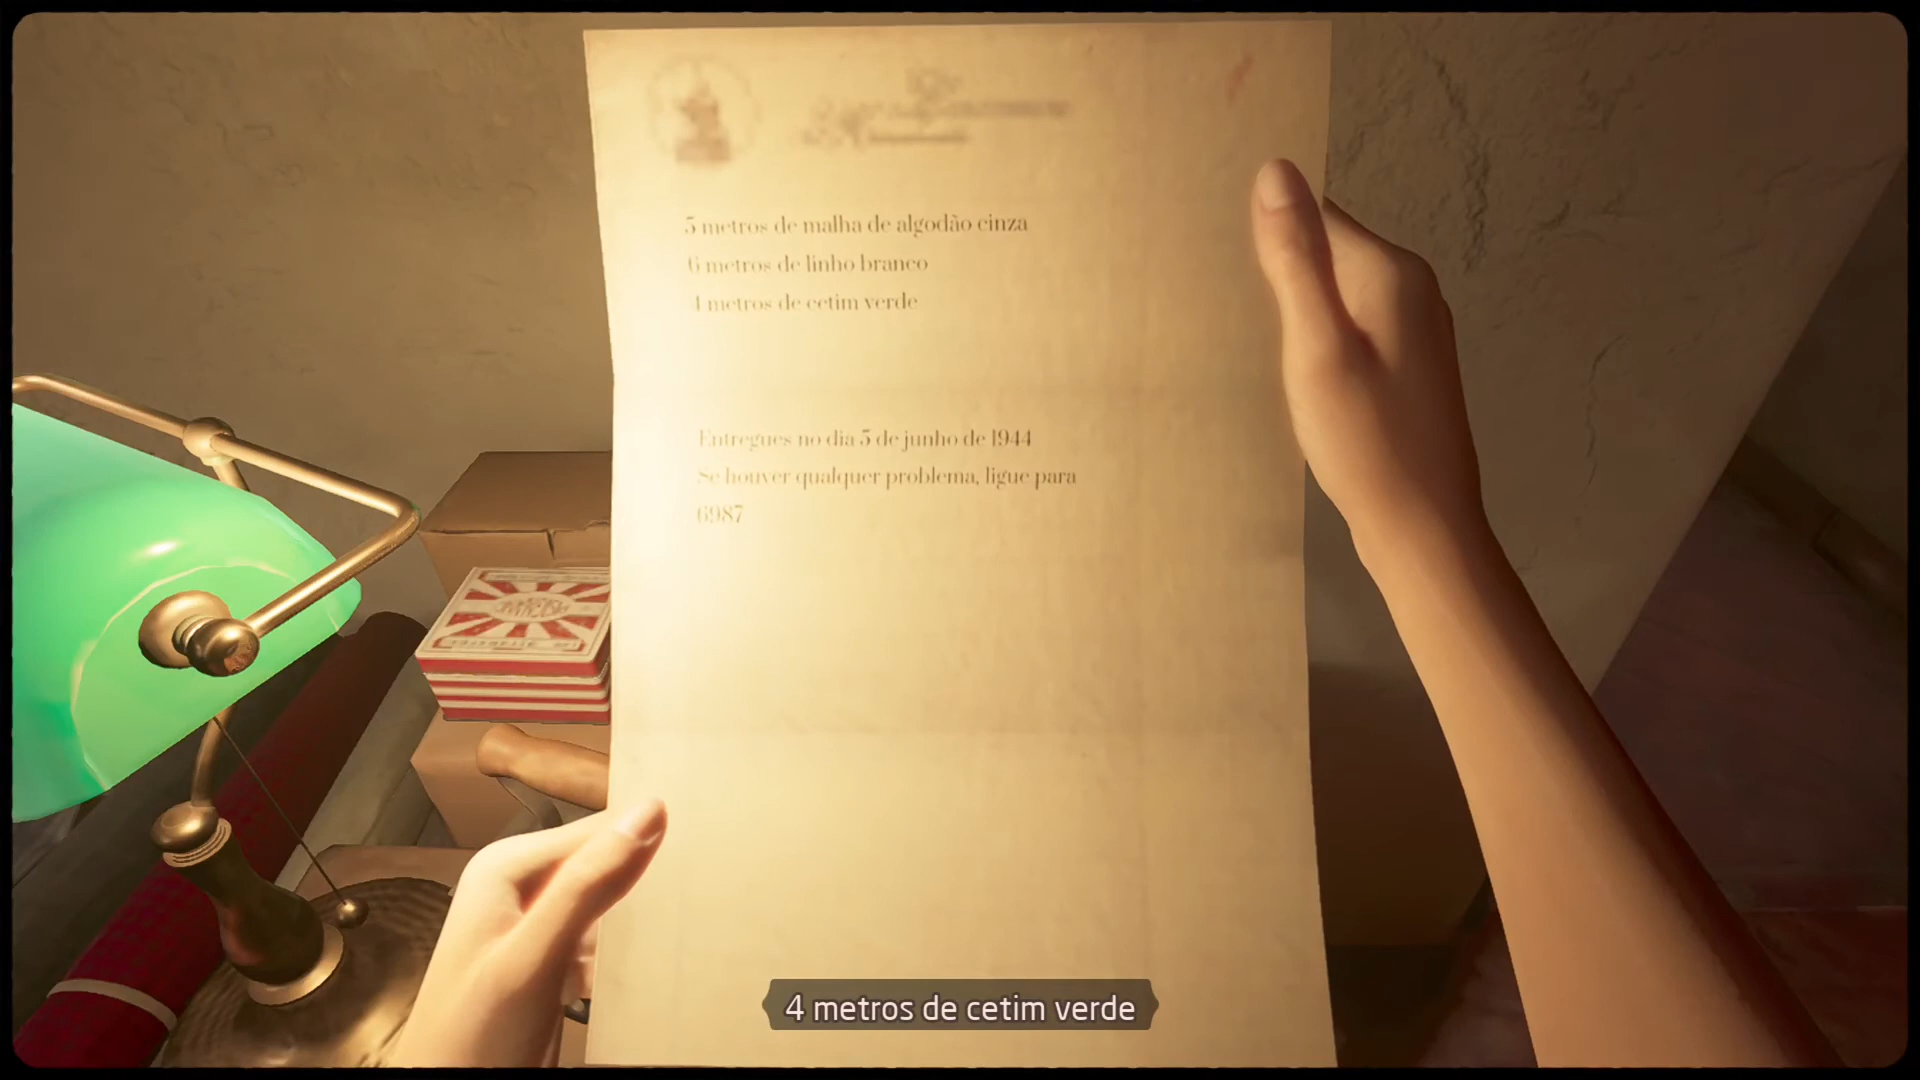 5 metros de malha de algodão cinza
6 metros de linho branco
4 metros de cetim verde
Entregues no dia 5 de junho de 1944
Se houver qualquer problema, ligue para
6987
4 metros de cetim verde